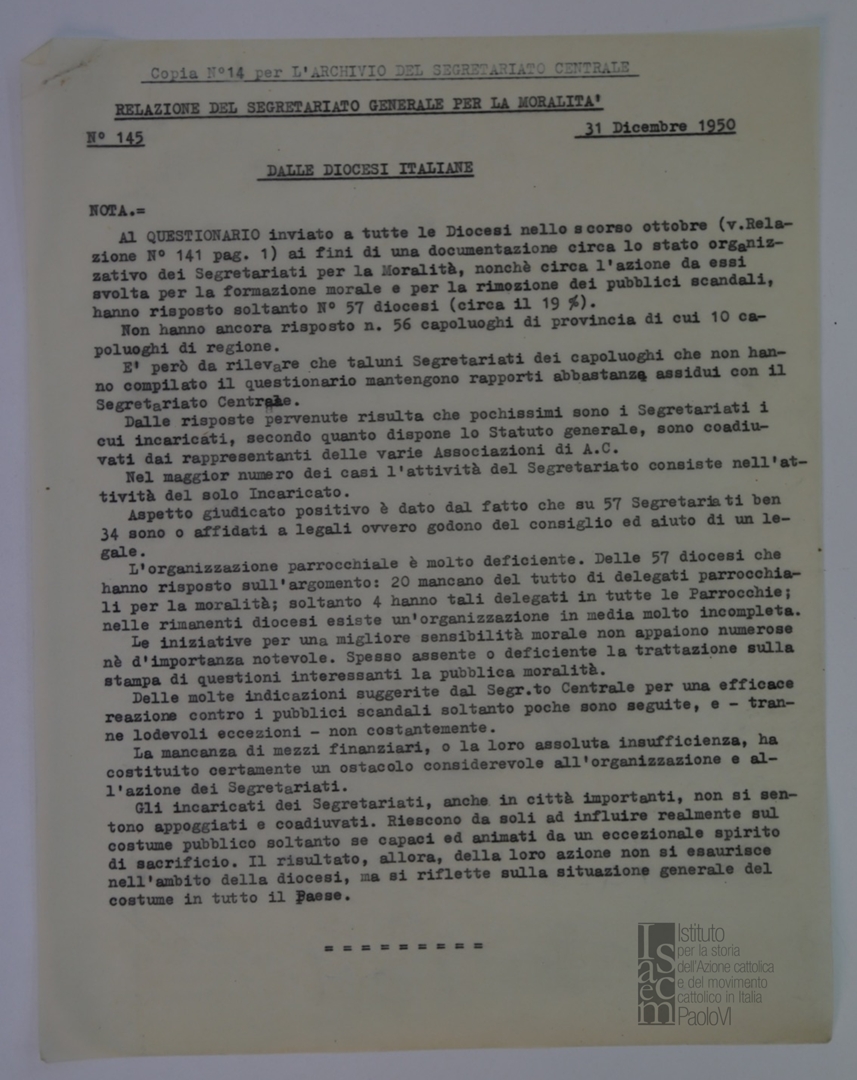 Copia N°14 per L'ARCHIVIO DEL SEGRETARIATO CENTRALE
RELAZIONE DEL SEGRETARIATO GENERALE PER LA MORALITA'
N° 145
31 Dicembre 1950
DALLE DIOCESI ITALIANE
NOTA.=
Al QUESTIONARIO inviato a tutte le Diocesi nello scorso ottobre (v.Rela-
zione N° 141 pag. 1) ai fini di una documentazione circa lo stato organiz-
zativo dei Segretariati per la Moralità, nonchè circa l'azione da essi
svolta per la formazione morale e per la rimozione dei pubblici scandali,
hanno risposto soltanto N° 57 diocesi (circa il 19 %).
Non hanno ancora risposto n. 56 capoluoghi di provincia di cui 10 ca-
poluoghi di regione.
E' però da rilevare che taluni Segretariati dei capoluoghi che non han-
no compilato il questionario mantengono rapporti abbastanza assidui con il
Segretariato Centrale.
Dalle risposte pervenute risulta che pochissimi sono i Segretariati i
cui incaricati, secondo quanto dispone lo Statuto generale, sono coadiu-
vati dai rappresentanti delle varie Associazioni di A.C.
Nel maggior numero dei casi l'attività del Segretariato consiste nell'at-
tività del solo Incaricato.
Aspetto giudicato positivo è dato dal fatto che su 57 Segretariati ben
34 sono o affidati a legali ovvero godono del consiglio ed aiuto di un le-
gale.
L'organizzazione parrocchiale è molto deficiente. Delle 57 diocesi che
hanno risposto sull'argomento: 20 mancano del tutto di delegati parrocchia-
li per la moralità; soltanto 4 hanno tali delegati in tutte le Parrocchie;
nelle rimanenti diocesi esiste un'organizzazione in media molto incompleta.
Le iniziative per una migliore sensibilità morale non appaiono numerose
nè d'importanza notevole. Spesso assente o deficiente la trattazione sulla
stampa di questioni interessanti la pubblica moralità.
Delle molte indicazioni suggerite dal Segr.to Centrale per una efficace
reazione contro i pubblici scandali soltanto poche sono seguite, e - tran-
ne lodevoli eccezioni - non costantemente.
La mancanza di mezzi finanziari, o la loro assoluta insufficienza, ha
costituito certamente un ostacolo considerevole all'organizzazione e al-
l'azione dei Segretariati.
Gli incaricati dei Segretariati, anche in città importanti, non si sen-
tono appoggiati e coadiuvati. Riescono da soli ad influire realmente sul
costume pubblico soltanto se capaci ed animati da un eccezionale spirito
di sacrificio. Il risultato, allora, della loro azione non si esaurisce
nell'ambito della diocesi, ma si riflette sulla situazione generale del
costume in tutto il Paese.
= = = = = = = = =
Isacem
Istituto
per la storia
dell'Azione cattolica
e del movimento
cattolico in Italia
PaoloVI